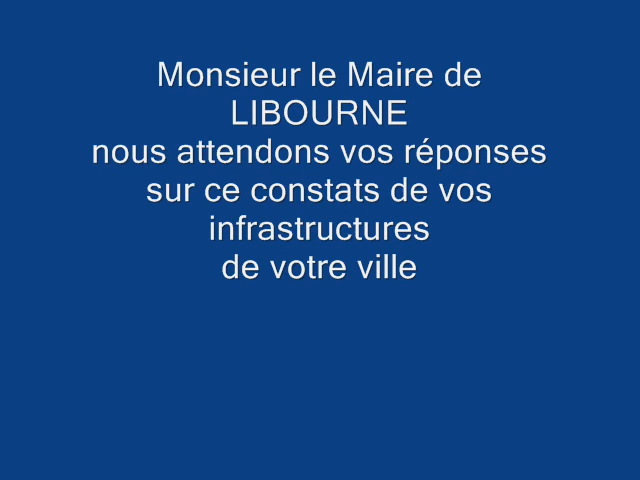 Monsieur le Maire de
LIBOURNE
nous attendons vos réponses
sur ce constats de vos
infrastructures
de votre ville